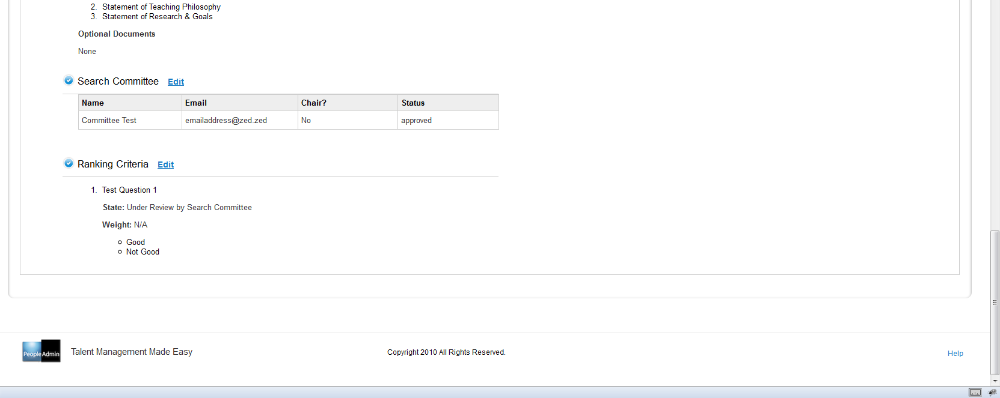 2. Statement of Teaching Philosophy
3. Statement of Research & Goals
Optional Documents
None
Search Committee Edit
Name Email Chair? Status
Committee Test emailaddress@zed.zed No approved
Ranking Criteria Edit
1. Test Question 1
State: Under Review by Search Committee
Weight: N/A
Good
Not Good
PeopleAdmin Talent Management Made Easy Copyright 2010 All Rights Reserved. Help